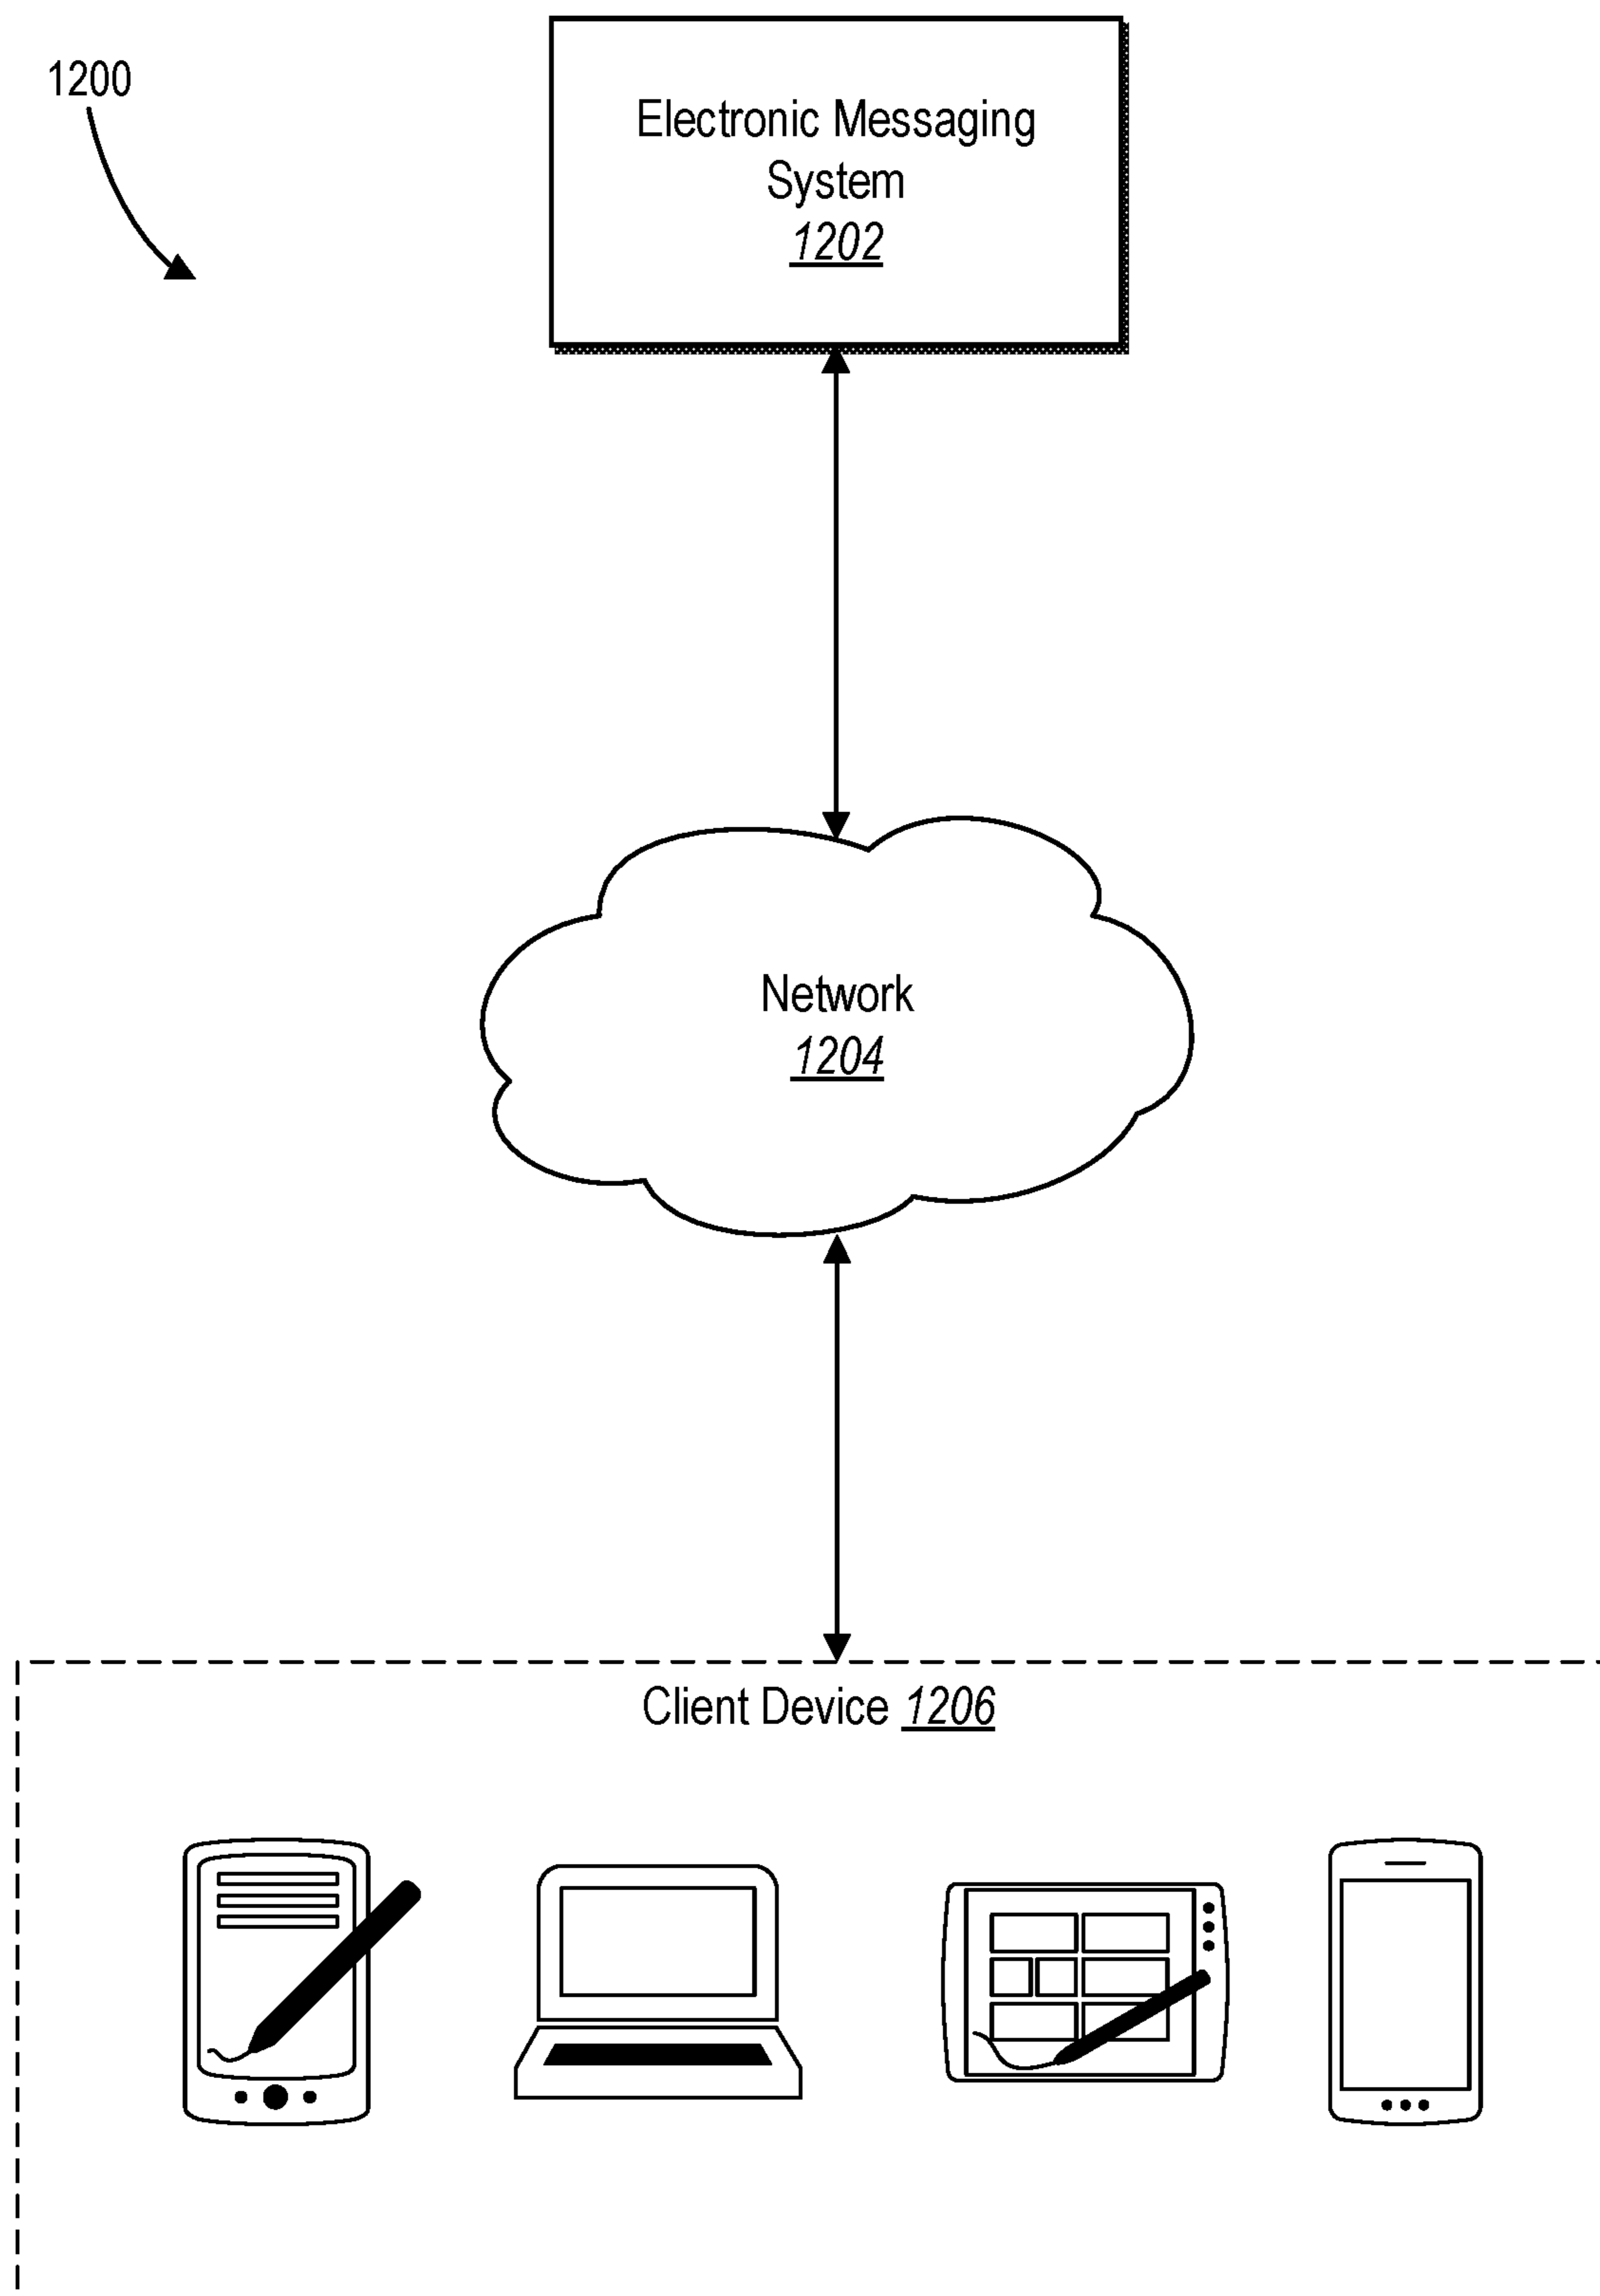 1200
Electronic Messaging
System
1202
Network
1204
Client Device 1206